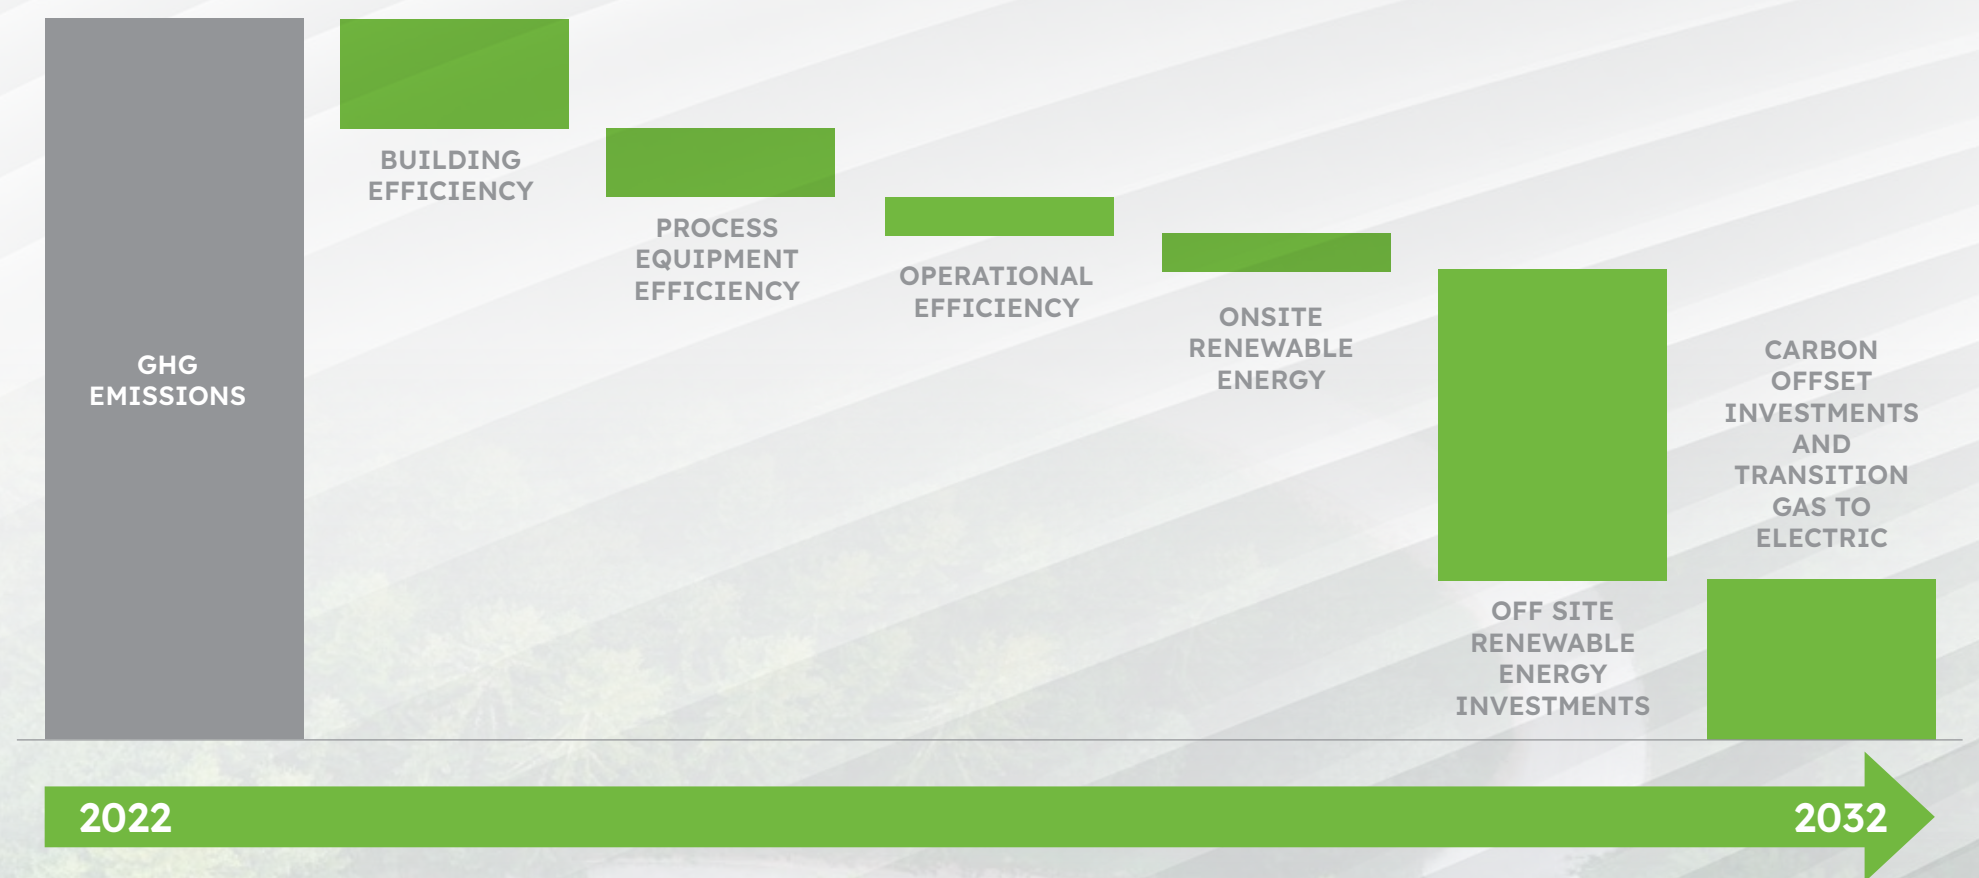 GHG
EMISSIONS
BUILDING
EFFICIENCY
PROCESS
EQUIPMENT
EFFICIENCY
OPERATIONAL
EFFICIENCY
ONSITE
RENEWABLE
ENERGY
OFF SITE
RENEWABLE
ENERGY
INVESTMENTS
CARBON
OFFSET
INVESTMENTS
AND
TRANSITION
GAS TO
ELECTRIC
2022
2032